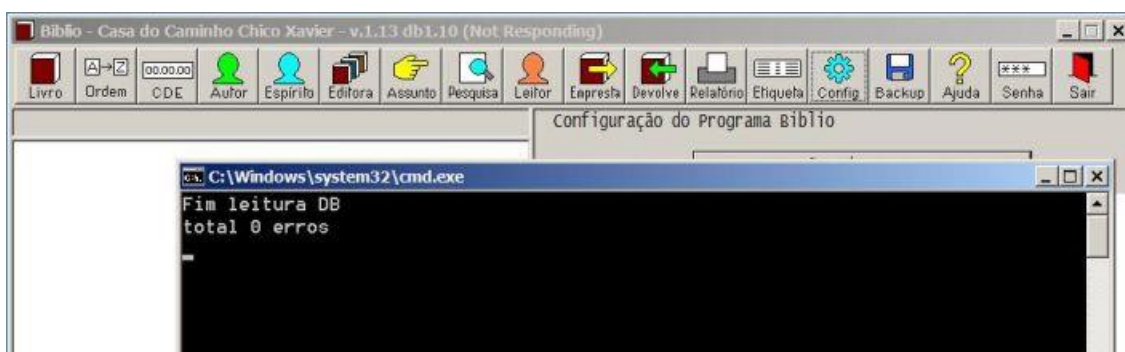 Biblio - Casa do Caminho Chico Xavier - v.1.13 db1.10 (Not Responding)
A→Z 00.00.00 ***
Livro Ordem CDE Autor Espírito Editora Assunto Pesquisa Leitor Empresta Devolve Relatório Etiqueta Config Backup Ajuda Senha Sair
Configuração do Programa Biblio
C:\Windows\system32\cmd.exe
Fim leitura DB
total 0 erros